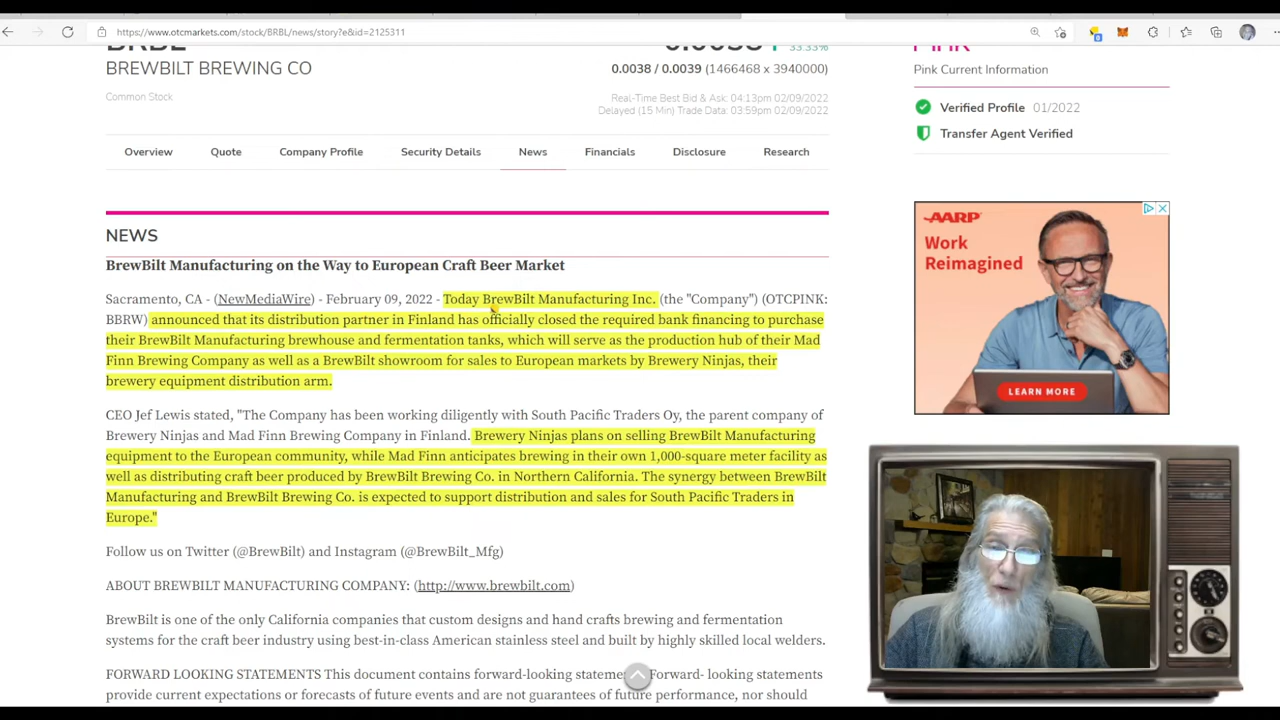 https://www.otcmarkets.com/stock/BRBL/news/story?e&id=2125311
BRBL
BREWBILT BREWING CO
Common Stock
0.0038
33.33%
0.0038 / 0.0039 (1466468 x 3940000)
Real-Time Best Bid & Ask: 04:13pm 02/09/2022
Delayed (15 Min) Trade Data: 03:59pm 02/09/2022
PINK
Pink Current Information
Verified Profile 01/2022
Transfer Agent Verified
Overview Quote Company Profile Security Details News Financials Disclosure Research
NEWS
BrewBilt Manufacturing on the Way to European Craft Beer Market
Sacramento, CA - (NewMediaWire) - February 09, 2022 - Today BrewBilt Manufacturing Inc. (the "Company") (OTCPINK:
BBRW) announced that its distribution partner in Finland has officially closed the required bank financing to purchase
their BrewBilt Manufacturing brewhouse and fermentation tanks, which will serve as the production hub of their Mad
Finn Brewing Company as well as a BrewBilt showroom for sales to European markets by Brewery Ninjas, their
brewery equipment distribution arm.
CEO Jef Lewis stated, "The Company has been working diligently with South Pacific Traders Oy, the parent company of
Brewery Ninjas and Mad Finn Brewing Company in Finland. Brewery Ninjas plans on selling BrewBilt Manufacturing
equipment to the European community, while Mad Finn anticipates brewing in their own 1,000-square meter facility as
well as distributing craft beer produced by BrewBilt Brewing Co. in Northern California. The synergy between BrewBilt
Manufacturing and BrewBilt Brewing Co. is expected to support distribution and sales for South Pacific Traders in
Europe."
Follow us on Twitter (@BrewBilt) and Instagram (@BrewBilt_Mfg)
ABOUT BREWBILT MANUFACTURING COMPANY: (http://www.brewbilt.com)
BrewBilt is one of the only California companies that custom designs and hand crafts brewing and fermentation
systems for the craft beer industry using best-in-class American stainless steel and built by highly skilled local welders.
FORWARD LOOKING STATEMENTS This document contains forward-looking Forward- looking statements
provide current expectations or forecasts of future events and are not guarantees of future performance, nor should
AARP
Work
Reimagined
LEARN MORE